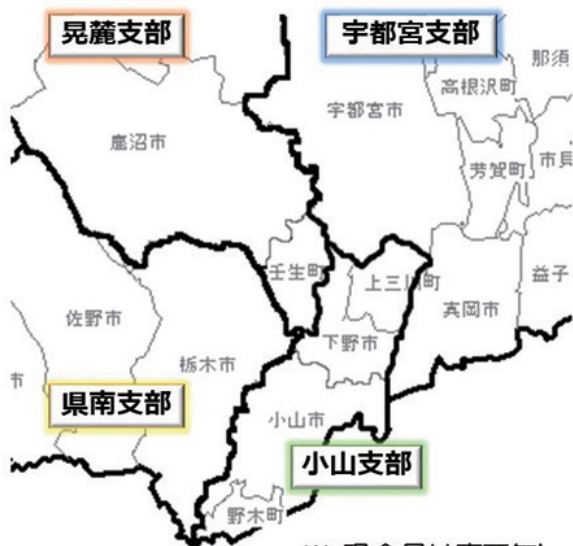 晃麓支部
宇都宮支部
那須
高根沢町
宇都宮市
鹿沼市
芳賀町
市貝
壬生町
上三川町
真岡市
益子
佐野市
下野市
栃木市
市
県南支部
小山市
小山支部
野木町